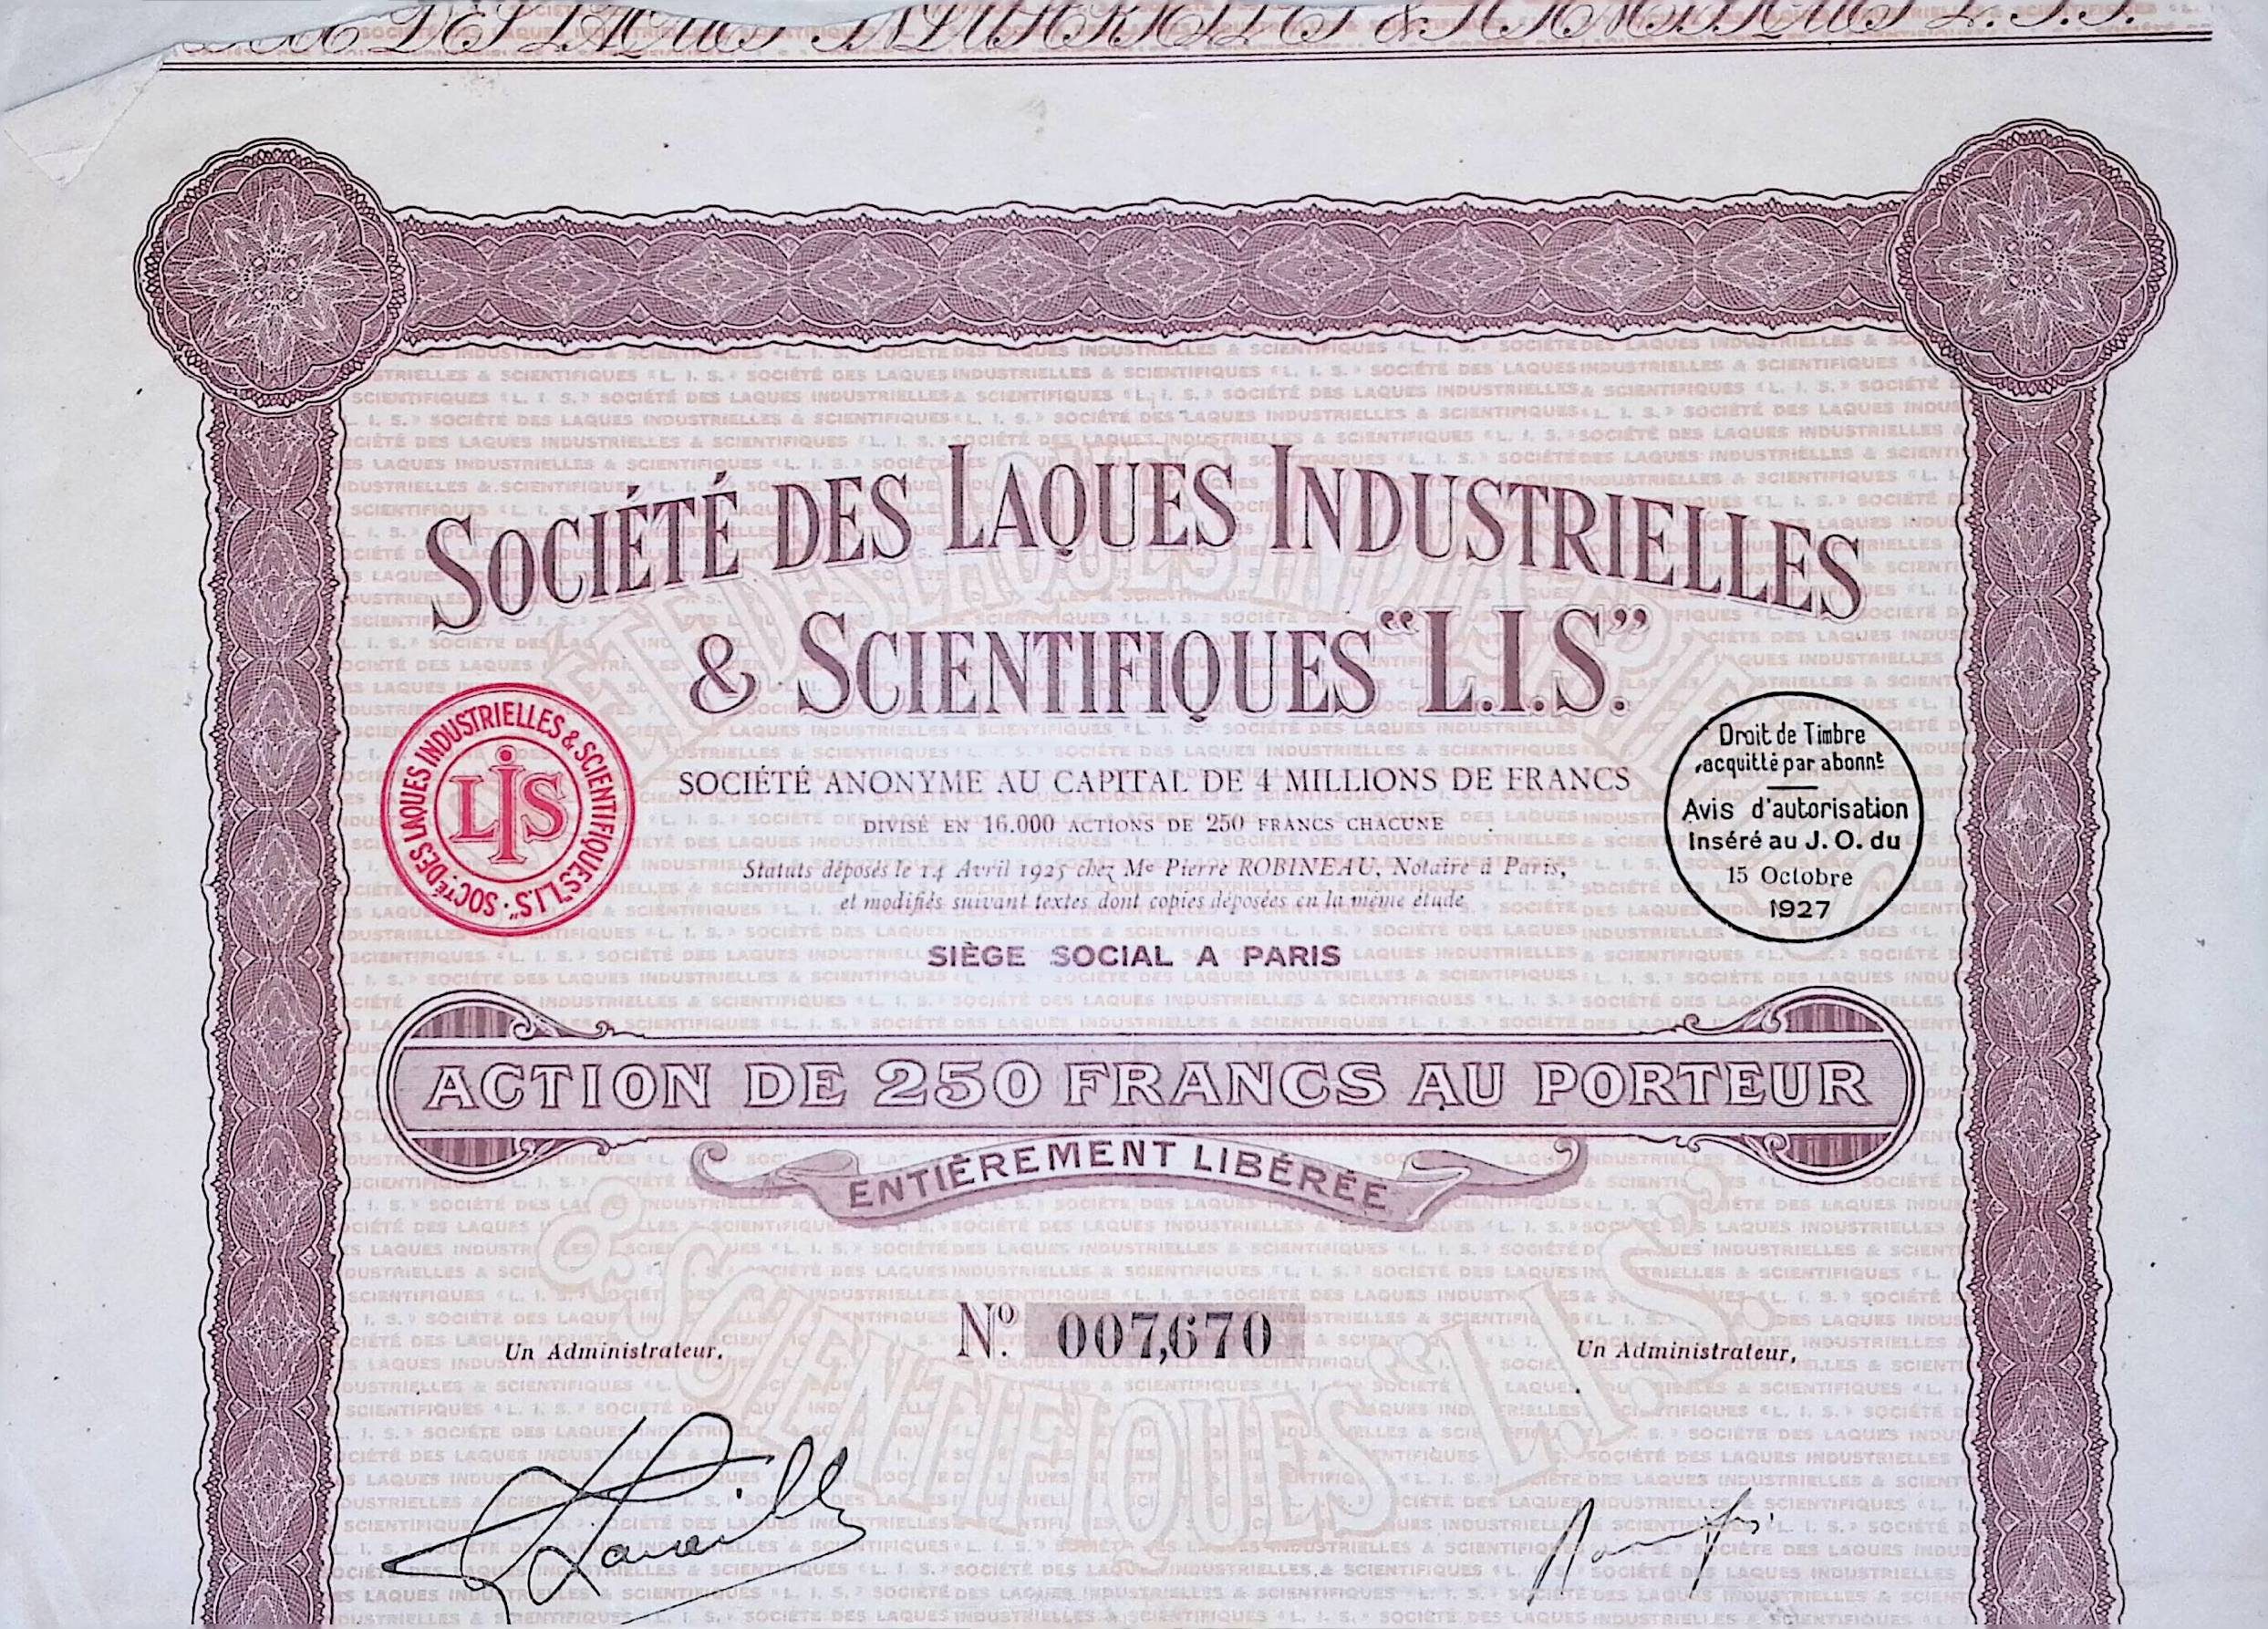 SOCIÉTÉ DES LAQUES INDUSTRIELLES
& SCIENTIFIQUES "L.I.S."
SOCTÉ DES LAQUES INDUSTRIELLES & SCIENTIFIQUES "L.I.S" ·
LIS
SOCIÉTÉ ANONYME AU CAPITAL DE 4 MILLIONS DE FRANCS
DIVISÉ EN 16.000 ACTIONS DE 250 FRANCS CHACUNE
Statuts déposés le 14 Avril 1925 chez Me Pierre ROBINEAU, Notaire à Paris,
et modifiés suivant textes dont copies déposées en la même étude
SIÈGE SOCIAL A PARIS
Droit de Timbre
acquitté par abonnt
Avis d'autorisation
Inséré au J. O. du
15 Octobre
1927
ACTION DE 250 FRANCS AU PORTEUR
ENTIÈREMENT LIBÉRÉE
No. 007,670
Un Administrateur,
Un Administrateur,